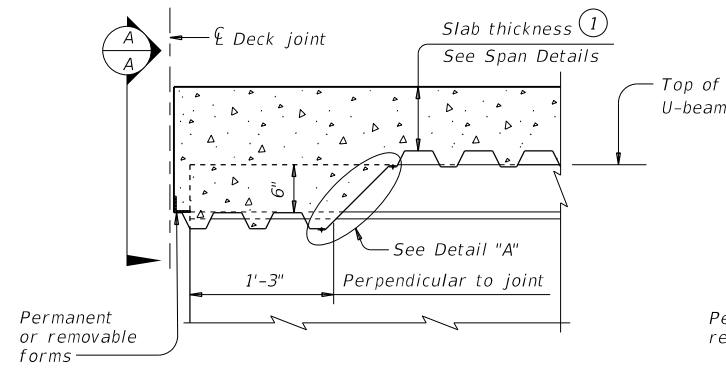 A
A
℄ Deck joint
Slab thickness 1
See Span Details
Top of
U-beam
6"
See Detail "A"
1'-3"
Perpendicular to joint
Permanent
or removable
forms
Pe
re